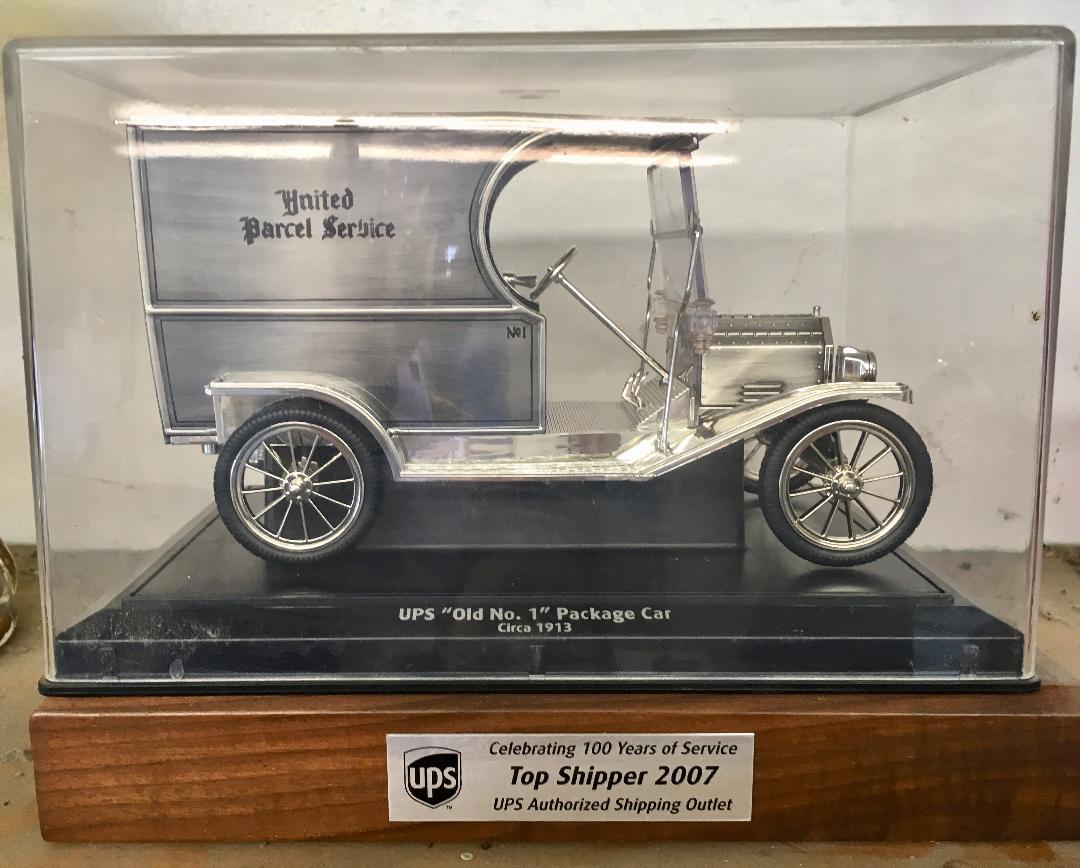 United
Parcel Service
№1
UPS “Old No. 1” Package Car
Circa 1913
ups
TM
Celebrating 100 Years of Service
Top Shipper 2007
UPS Authorized Shipping Outlet